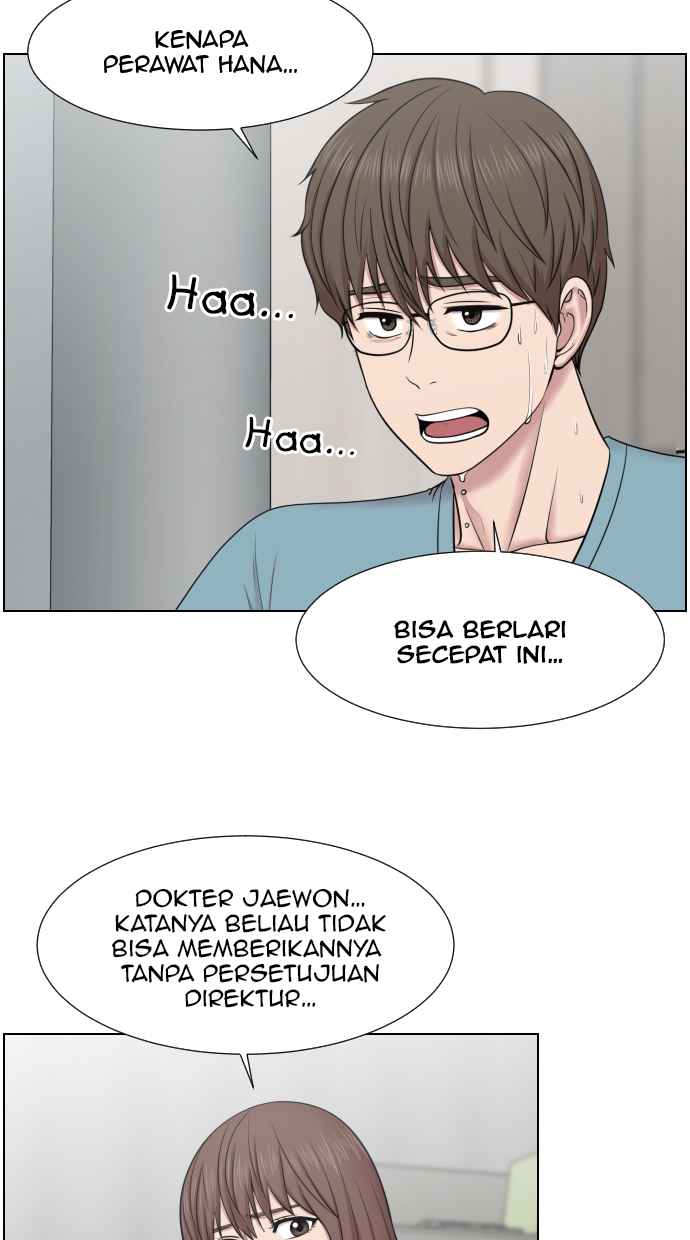 KENAPA
PERAWAT HANA...
Haa...
Haa...
BISA BERLARI
SECEPAT INI...
DOKTER JAEWON...
KATANYA BELIAU TIDAK
BISA MEMBERIKANNYA
TANPA PERSETUJUAN
DIREKTUR...